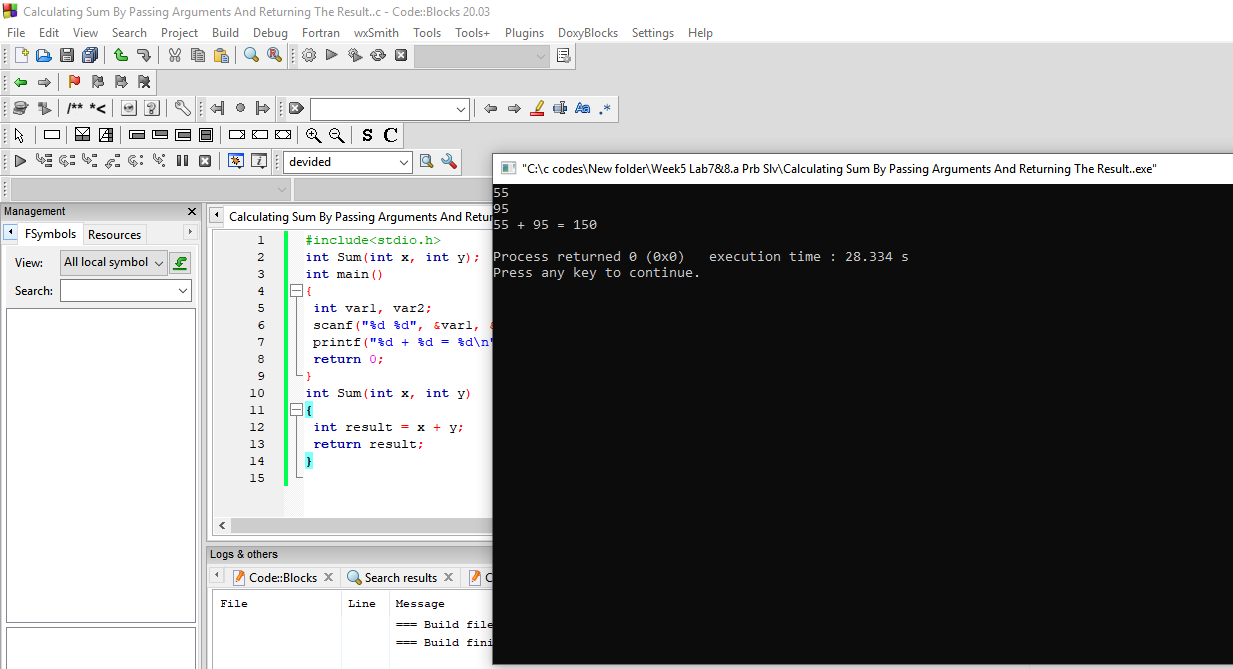 Calculating Sum By Passing Arguments And Returning The Result..c - Code::Blocks 20.03
File Edit View Search Project Build Debug Fortran wxSmith Tools Tools+ Plugins DoxyBlocks Settings Help
/** *<
Aa .*
S C
devided
"C:\c codes\New folder\Week5 Lab7&8.a Prb Slv\Calculating Sum By Passing Arguments And Returning The Result..exe"
55
95
55 + 95 = 150
Process returned 0 (0x0) execution time : 28.334 s
Press any key to continue.
Management
FSymbols Resources
View: All local symbol
Search:
Calculating Sum By Passing Arguments And Retur
1 #include<stdio.h>
2 int Sum(int x, int y);
3 int main()
4 {
5 int var1, var2;
6 scanf("%d %d", &var1, &
7 printf("%d + %d = %d\n"
8 return 0;
9 }
10 int Sum(int x, int y)
11 {
12 int result = x + y;
13 return result;
14 }
15
Logs & others
Code::Blocks Search results C
File Line Message
=== Build file
=== Build fini